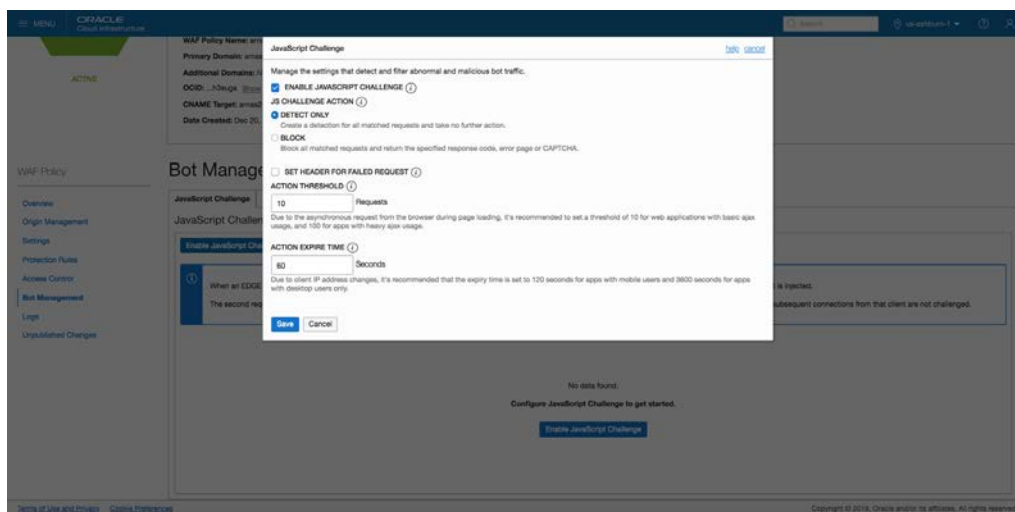 MENU
ORACLE
Cloud Infrastructure
Search
us-ashburn-1
ACTIVE
WAF Policy Name:
Primary Domain:
Additional Domains:
OCID: Show
CNAME Target:
Date Created: Dec 20,
JavaScript Challenge
help cancel
Manage the settings that detect and filter abnormal and malicious bot traffic.
ENABLE JAVASCRIPT CHALLENGE i
JS CHALLENGE ACTION i
DETECT ONLY
Create a detection for all matched requests and take no further action.
BLOCK
Block all matched requests and return the specified response code, error page or CAPTCHA.
SET HEADER FOR FAILED REQUEST i
ACTION THRESHOLD i
10 Requests
Due to the asynchronous request from the browser during page loading, it's recommended to set a threshold of 10 for web applications with basic ajax
usage, and 100 for apps with heavy ajax usage.
ACTION EXPIRE TIME i
60 Seconds
Due to client IP address changes, it's recommended that the expiry time is set to 120 seconds for apps with mobile users and 3600 seconds for apps
with desktop users only.
Save Cancel
WAF Policy
Overview
Origin Management
Settings
Protection Rules
Access Control
Bot Management
Logs
Unpublished Changes
Bot Manage
JavaScript Challenge
JavaScript Challen
Enable JavaScript Cha
When an EDGE
is injected.
The second req
subsequent connections from that client are not challenged.
No data found.
Configure JavaScript Challenge to get started.
Enable JavaScript Challenge
Terms of Use and Privacy Cookie Preferences
Copyright © 2019, Oracle and/or its affiliates. All rights reserved.